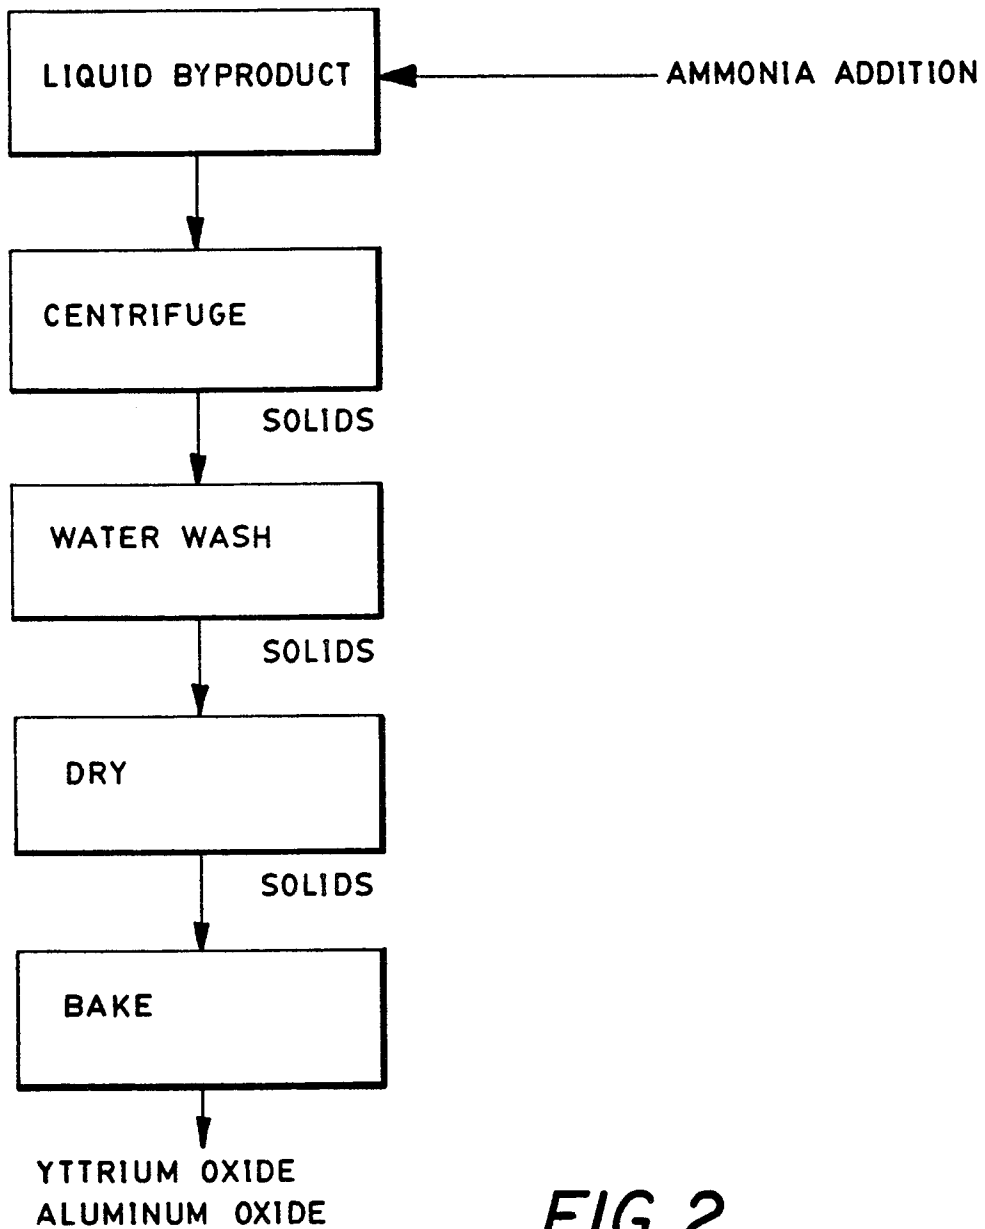 LIQUID BYPRODUCT
AMMONIA ADDITION
CENTRIFUGE
SOLIDS
WATER WASH
SOLIDS
DRY
SOLIDS
BAKE
YTTRIUM OXIDE
ALUMINUM OXIDE
FIG. 2